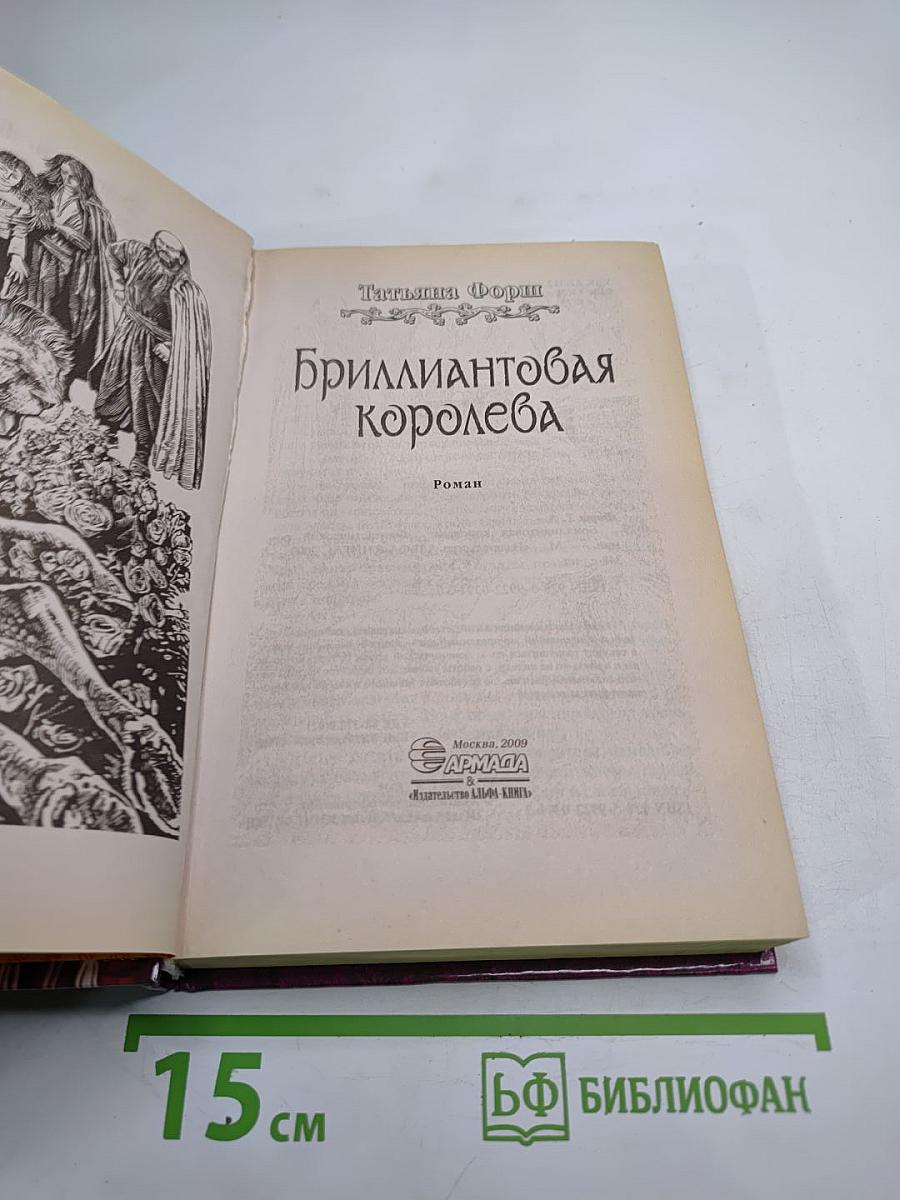 Татьяна Форш
Бриллиантовая
королева
Роман
Москва, 2009
АРМАДА
&
«Издательство АЛЬФА-КНИГА»
15 см
БФ БИБЛИОФАН